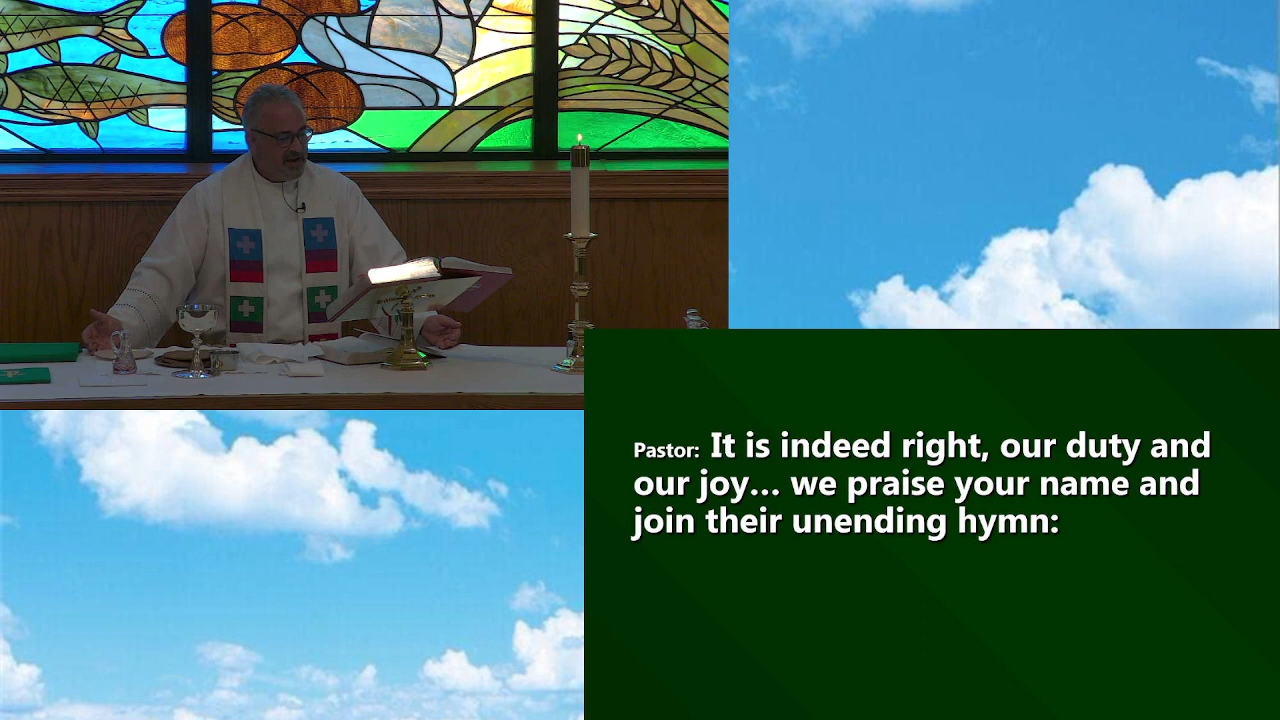 Pastor: It is indeed right, our duty and
our joy... we praise your name and
join their unending hymn: